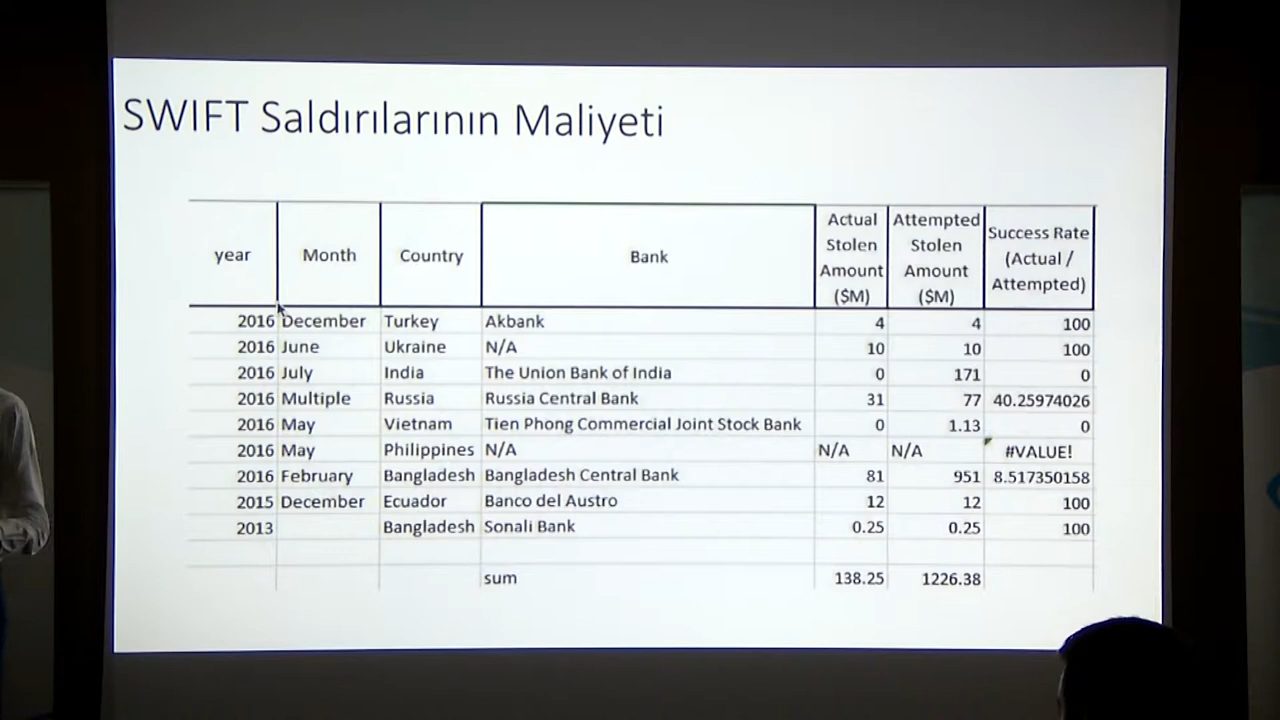 SWIFT Saldırılarının Maliyeti
year Month Country Bank Actual Stolen Amount ($M) Attempted Stolen Amount ($M) Success Rate (Actual / Attempted)
2016 December Turkey Akbank 4 4 100
2016 June Ukraine N/A 10 10 100
2016 July India The Union Bank of India 0 171 0
2016 Multiple Russia Russia Central Bank 31 77 40.25974026
2016 May Vietnam Tien Phong Commercial Joint Stock Bank 0 1.13 0
2016 May Philippines N/A N/A N/A #VALUE!
2016 February Bangladesh Bangladesh Central Bank 81 951 8.517350158
2015 December Ecuador Banco del Austro 12 12 100
2013 Bangladesh Sonali Bank 0.25 0.25 100
sum 138.25 1226.38